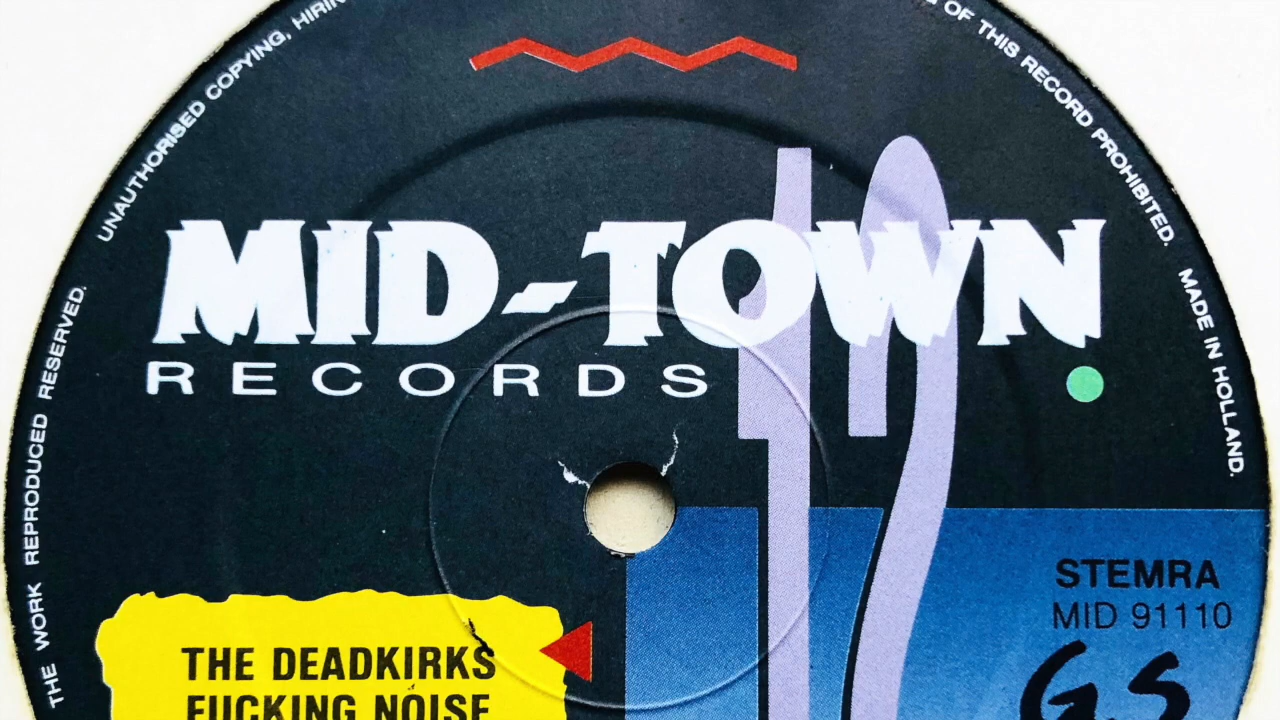 THE WORK REPRODUCED RESERVED.
UNAUTHORISED COPYING,
OF THIS RECORD PROHIBITED.
MADE IN HOLLAND.
12
MID-TOWN
RECORDS
STEMRA
MID 91110
G.S
THE DEADKIRKS
FUCKING NOISE